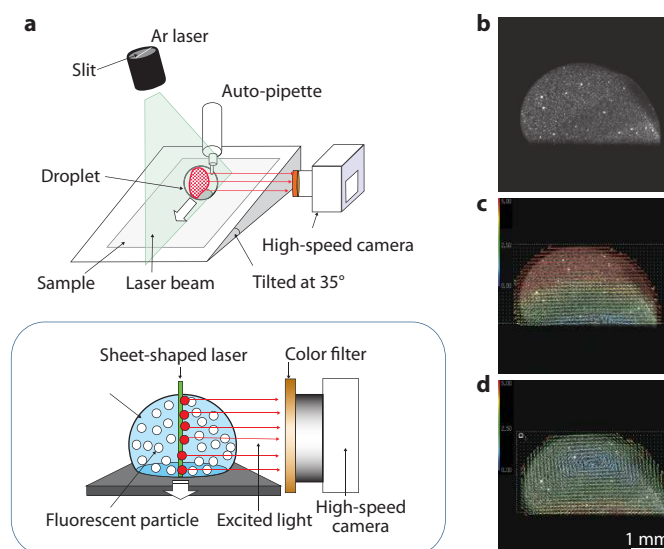 a
Ar laser
Slit
Auto-pipette
Droplet
High-speed camera
Sample
Laser beam
Tilted at 35°
Sheet-shaped laser
Color filter
Fluorescent particle
Excited light
High-speed
camera
b
c
d
1 mm